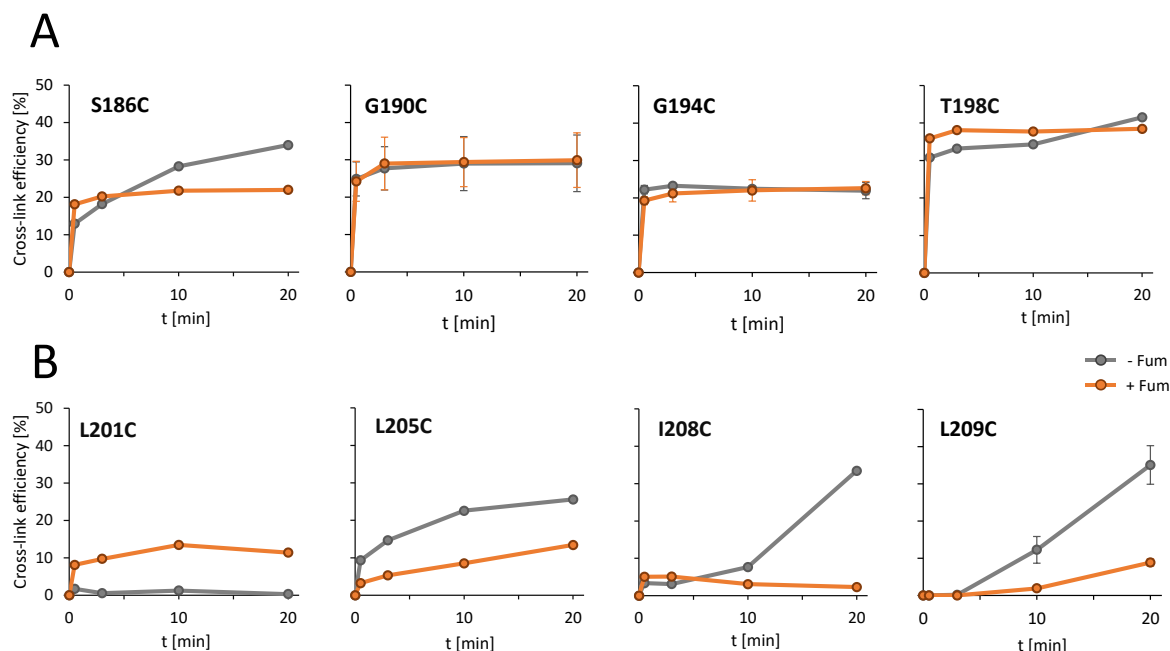 A
Cross-link efficiency [%]
50
40
30
20
10
0
S186C
G190C
G194C
T198C
0 10 20
0 10 20
0 10 20
0 10 20
t [min]
t [min]
t [min]
t [min]
B
- Fum
+ Fum
Cross-link efficiency [%]
50
40
30
20
10
0
L201C
L205C
I208C
L209C
0 10 20
0 10 20
0 10 20
0 10 20
t [min]
t [min]
t [min]
t [min]